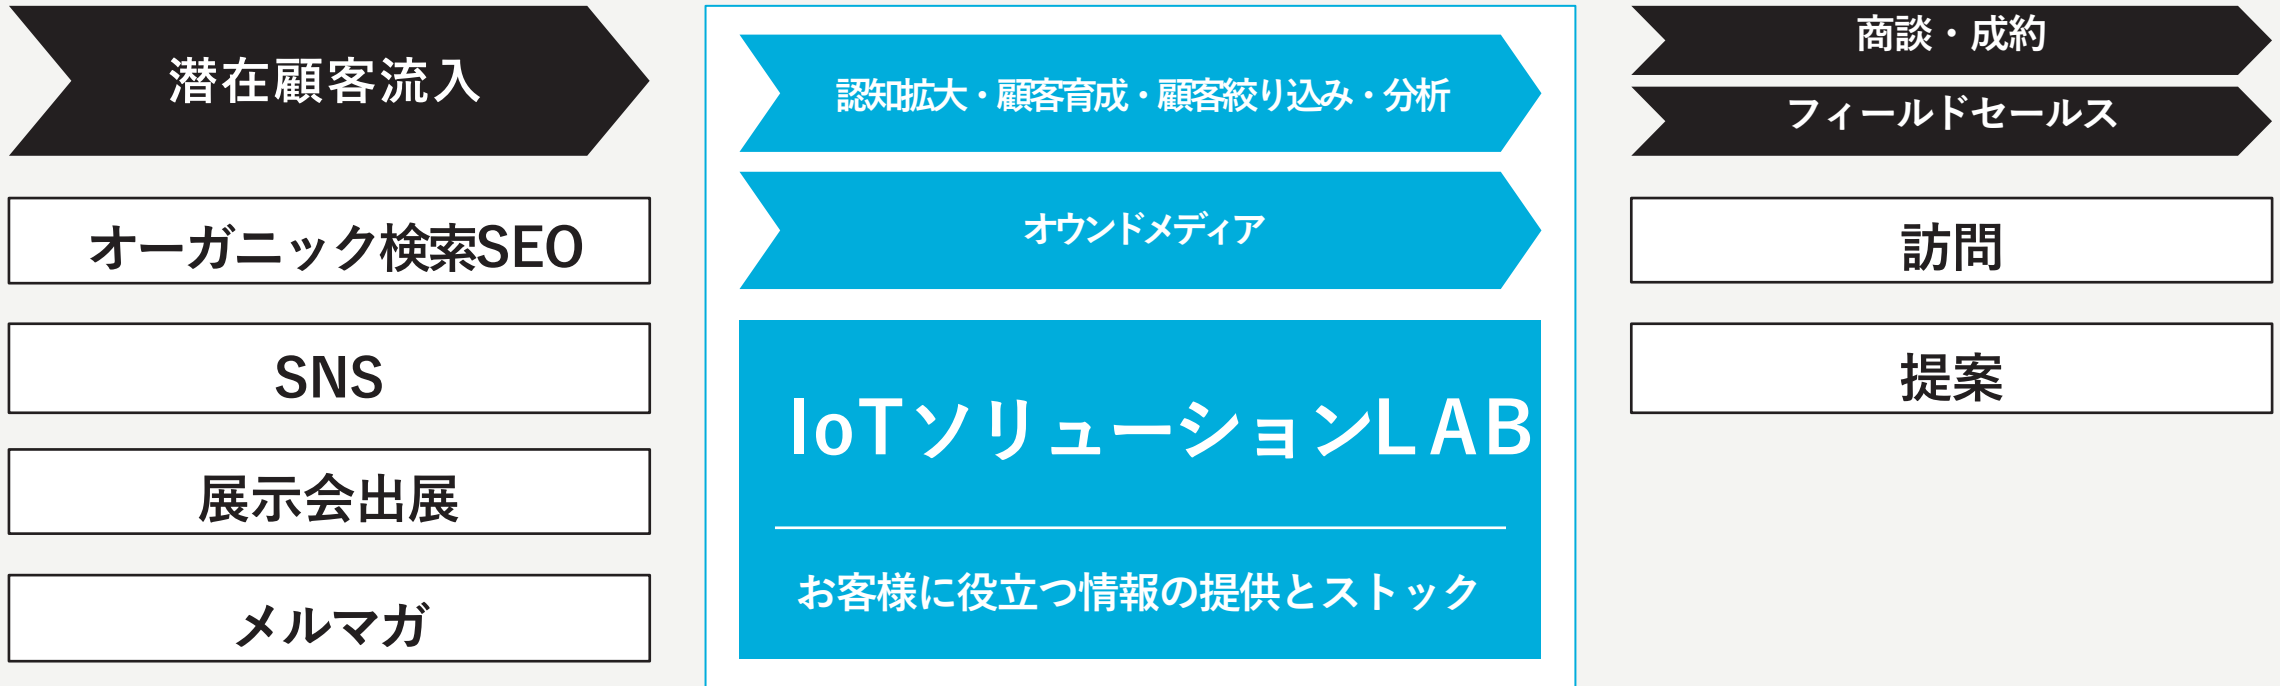 潜在顧客流入
オーガニック検索SEO
SNS
展示会出展
メルマガ
認知拡大・顧客育成・顧客絞り込み・分析
オウンドメディア
IoTソリューションLAB
お客様に役立つ情報の提供とストック
商談・成約
フィールドセールス
訪問
提案